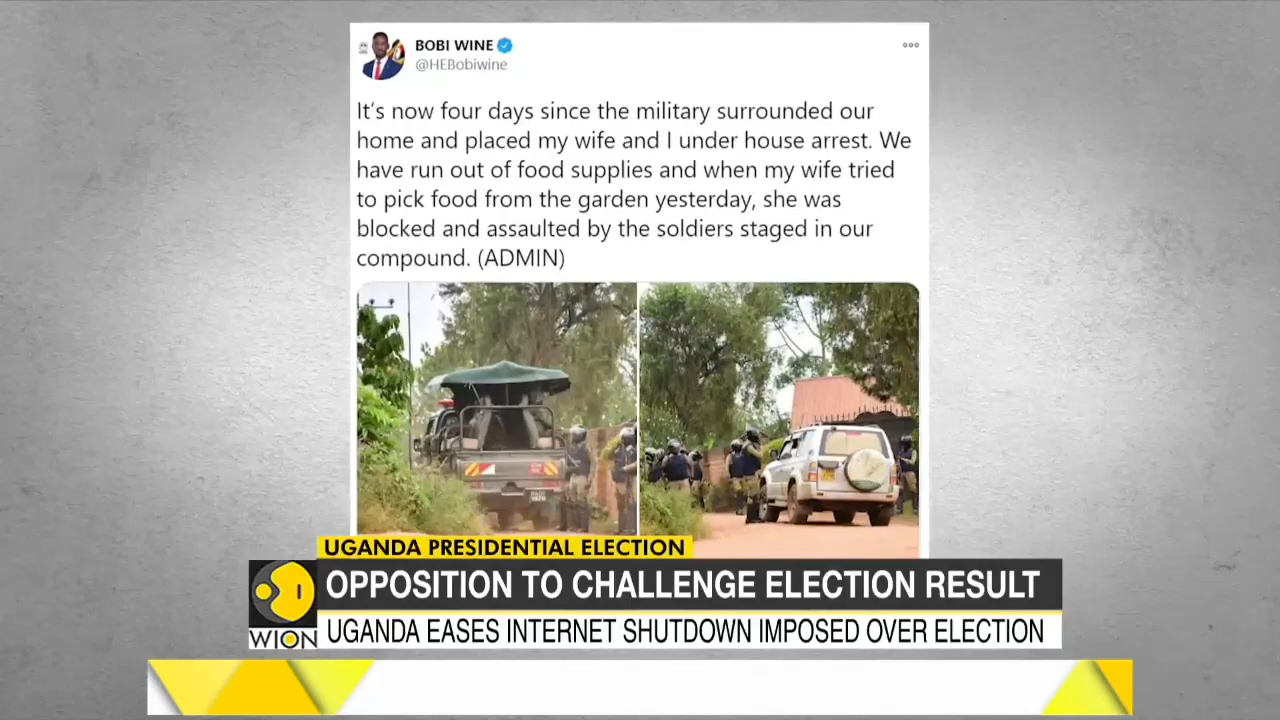 BOBI WINE
@HEBobiwine
It's now four days since the military surrounded our
home and placed my wife and I under house arrest. We
have run out of food supplies and when my wife tried
to pick food from the garden yesterday, she was
blocked and assaulted by the soldiers staged in our
compound. (ADMIN)
UGANDA PRESIDENTIAL ELECTION
OPPOSITION TO CHALLENGE ELECTION RESULT
WION
UGANDA EASES INTERNET SHUTDOWN IMPOSED OVER ELECTION